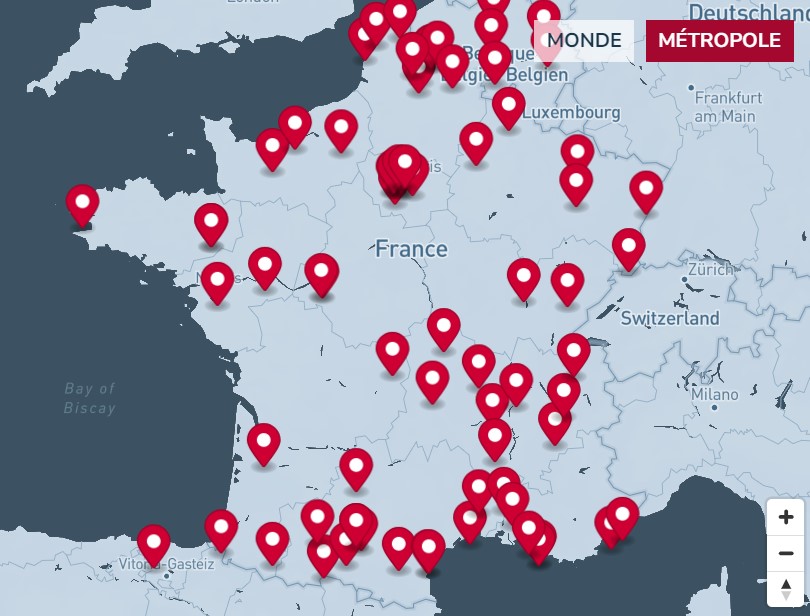 London
Deutschland
MONDE
MÉTROPOLE
België Belgien
Frankfurt
am Main
Luxembourg
France
Zürich
Switzerland
Bay of
Biscay
Milano
Vitoria-Gasteiz